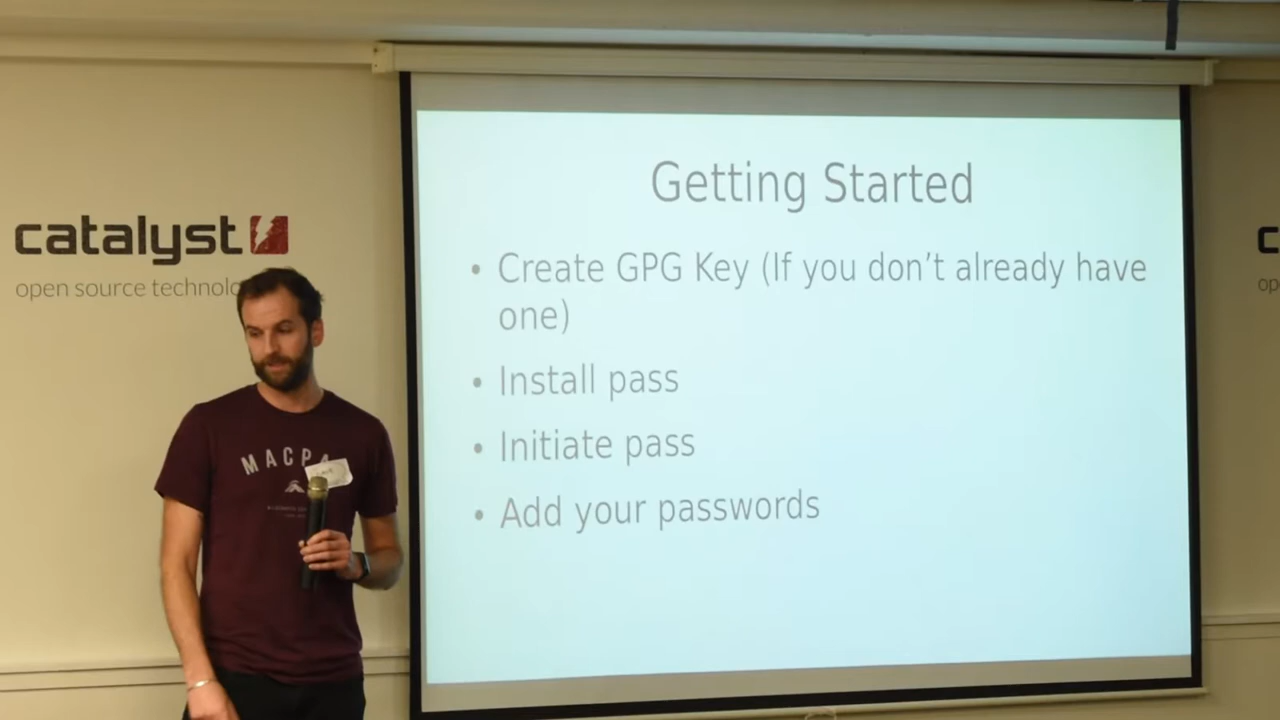 catalyst
open source technolo
Getting Started
• Create GPG Key (If you don’t already have
one)
• Install pass
• Initiate pass
• Add your passwords
MACPA
c
op